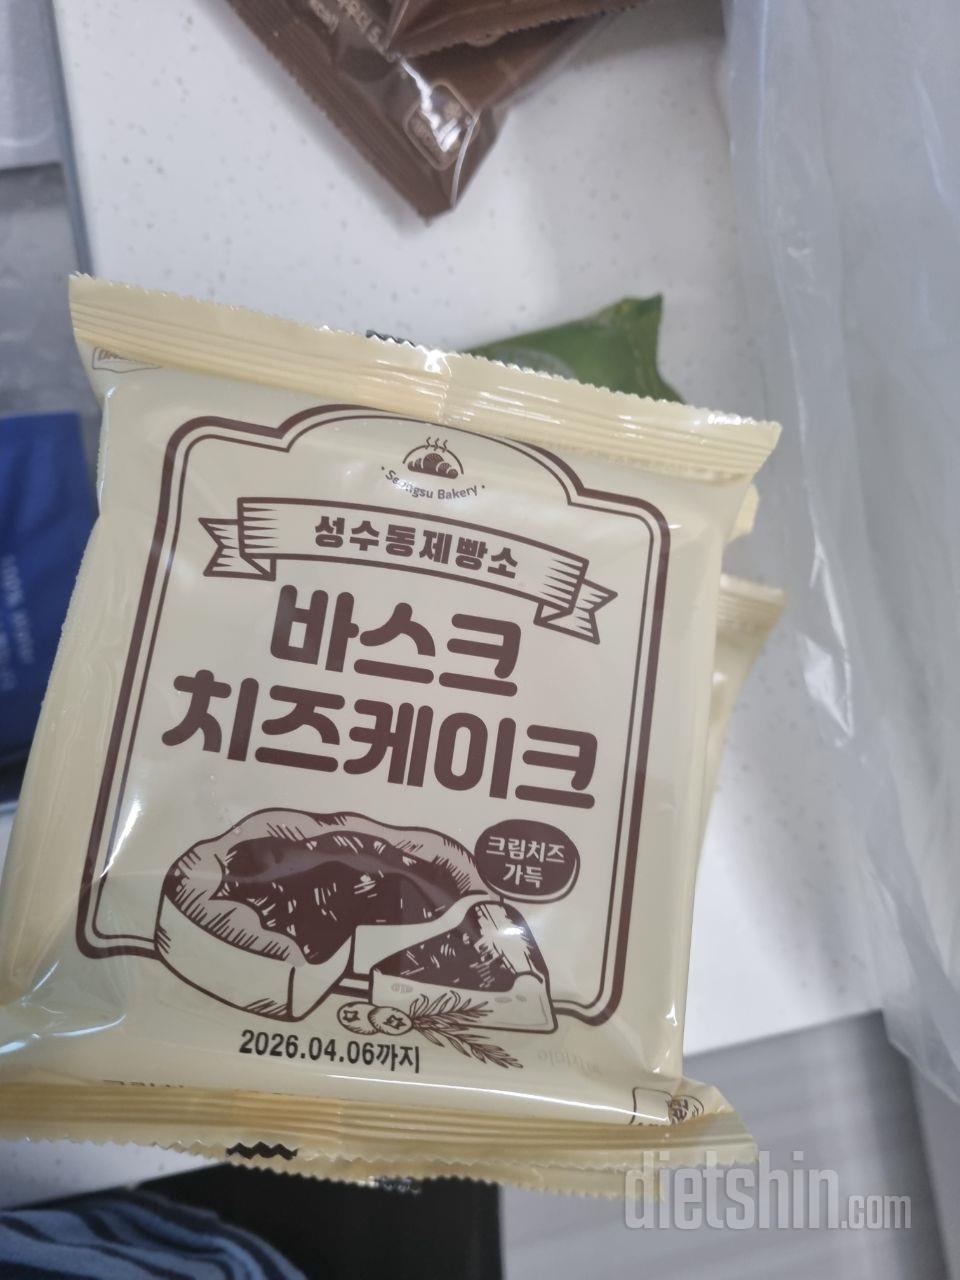 Seongsu Bakery
성수동제빵소
바스크
치즈케이크
크림치즈
가득
2026.04.06까지
dietshin.com